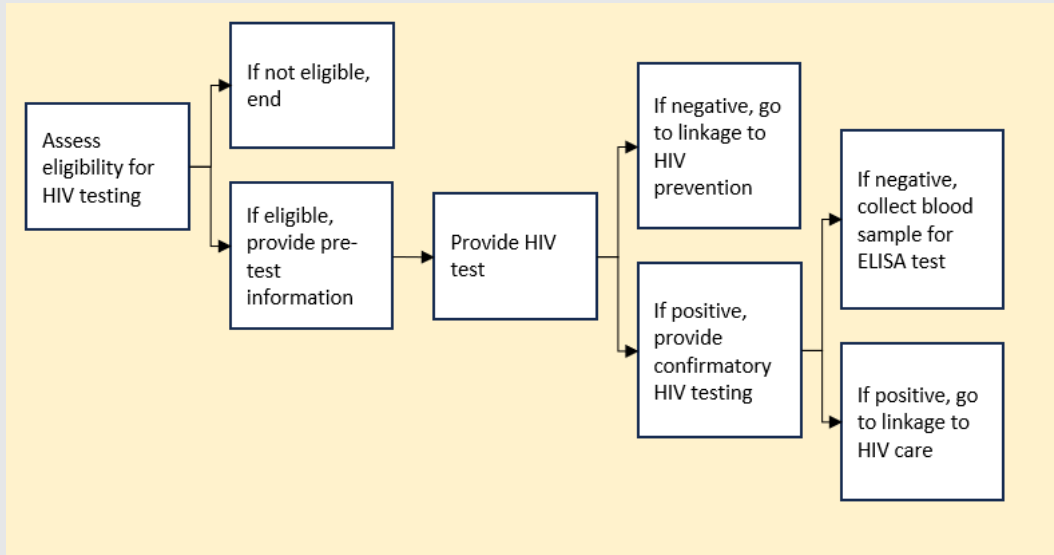 Assess
eligibility for
HIV testing
If not eligible,
end
If eligible,
provide pre-
test
information
Provide HIV
test
If negative, go
to linkage to
HIV
prevention
If positive,
provide
confirmatory
HIV testing
If negative,
collect blood
sample for
ELISA test
If positive, go
to linkage to
HIV care